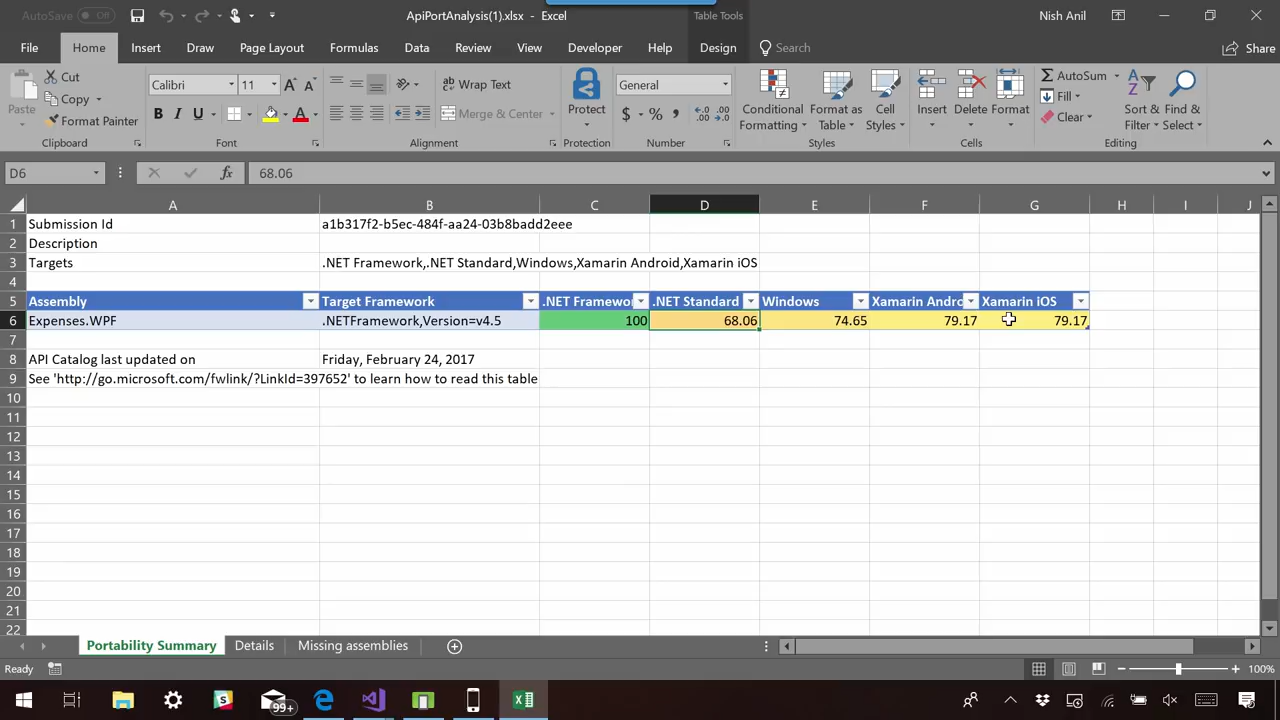 AutoSave Off
ApiPortAnalysis(1).xlsx - Excel
Table Tools
Nish Anil
File Home Insert Draw Page Layout Formulas Data Review View Developer Help Design Search Share
Cut
Copy
Format Painter
Paste
Calibri 11
B I U
Wrap Text
Merge & Center
Protect
General
$ % ,
Conditional Formatting
Format as Table
Cell Styles
Insert
Delete
Format
AutoSum
Fill
Clear
Sort & Filter
Find & Select
Clipboard Font Alignment Protection Number Styles Cells Editing
D6 fx 68.06
A B C D E F G H I J
1 Submission Id a1b317f2-b5ec-484f-aa24-03b8badd2eee
2 Description
3 Targets .NET Framework,.NET Standard,Windows,Xamarin Android,Xamarin iOS
4
5 Assembly Target Framework .NET Framewor .NET Standard Windows Xamarin Andro Xamarin iOS
6 Expenses.WPF .NETFramework,Version=v4.5 100 68.06 74.65 79.17 79.17
7
8 API Catalog last updated on Friday, February 24, 2017
9 See 'http://go.microsoft.com/fwlink/?LinkId=397652' to learn how to read this table
10
11
12
13
14
15
16
17
18
19
20
21
22
Portability Summary Details Missing assemblies
Ready 100%
99+